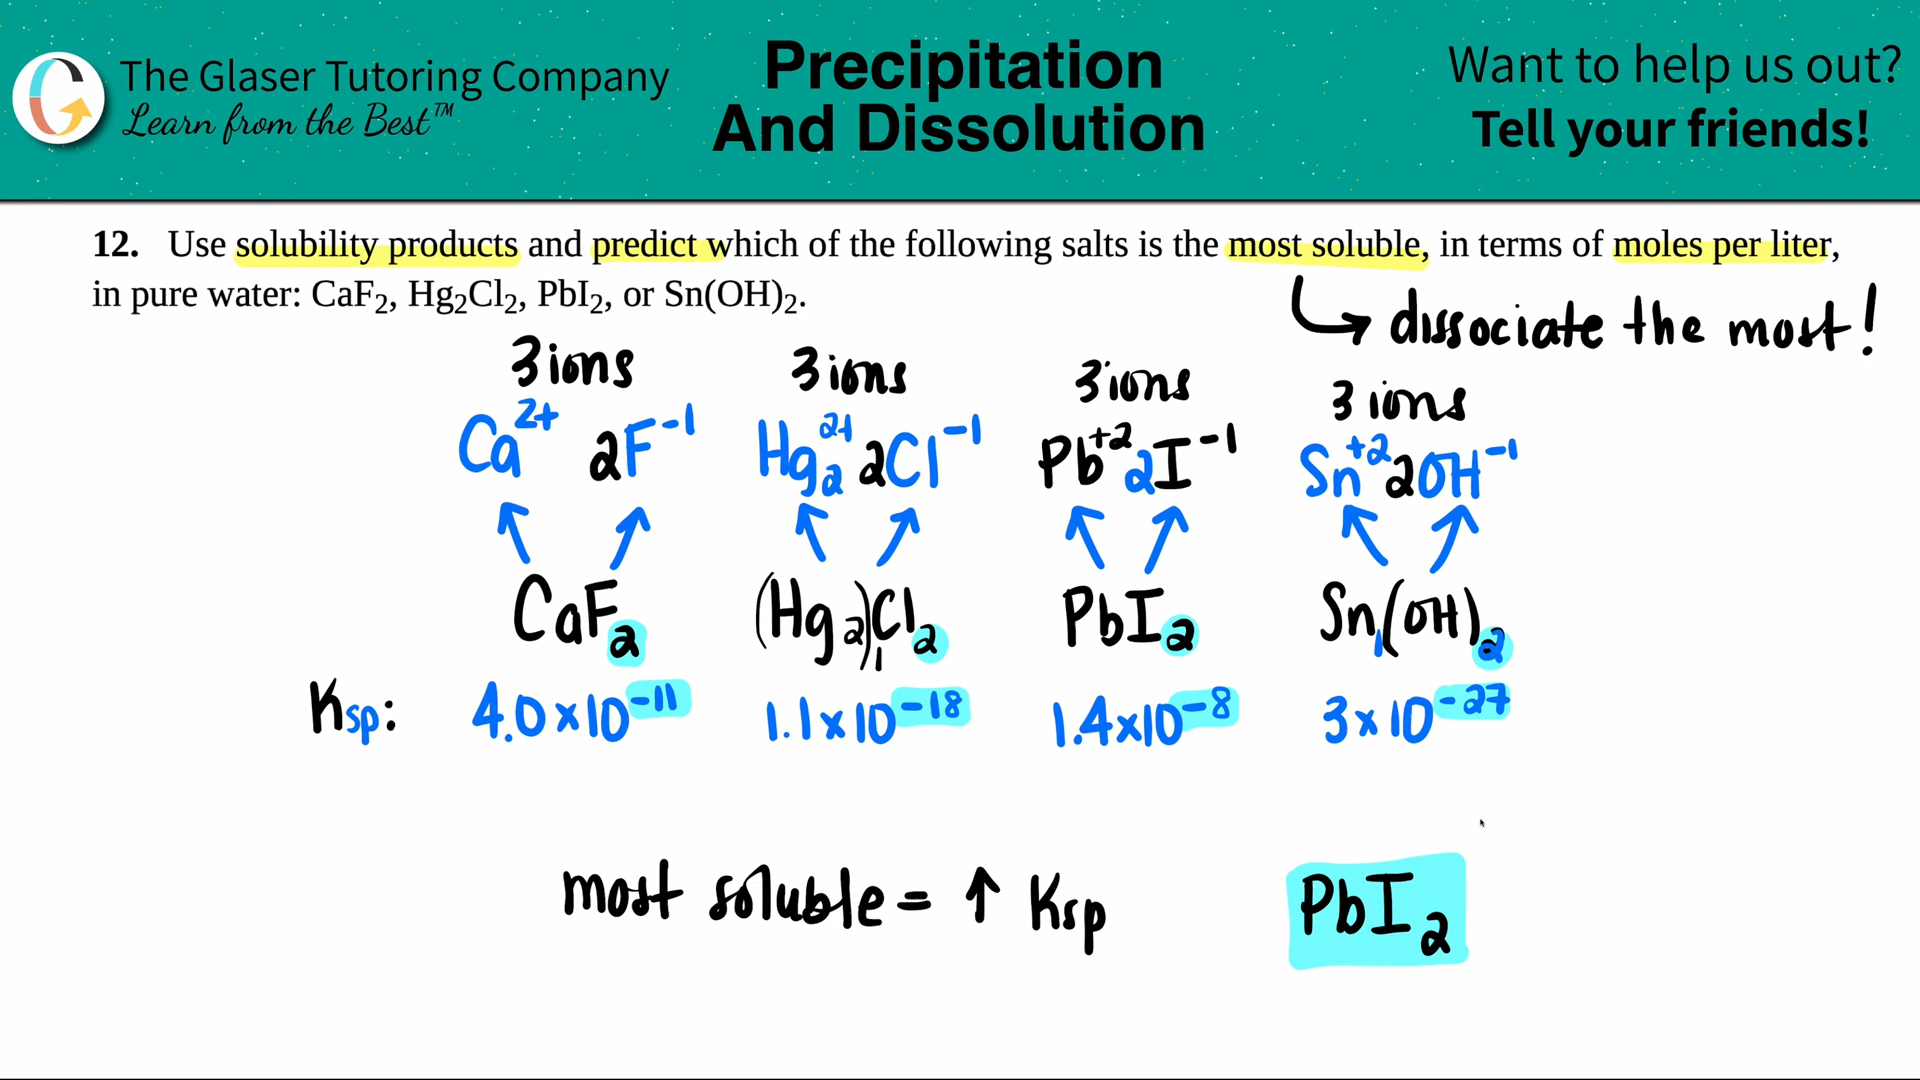 The Glaser Tutoring Company
Learn from the Best™
Precipitation
And Dissolution
Want to help us out?
Tell your friends!
12. Use solubility products and predict which of the following salts is the most soluble, in terms of moles per liter,
in pure water: CaF₂, Hg₂Cl₂, PbI₂, or Sn(OH)₂.
↳ dissociate the most!
3 ions 3 ions 3 ions 3 ions
Ca²⁺ 2F⁻¹ Hg₂²⁺ 2Cl⁻¹ Pb⁺² 2I⁻¹ Sn⁺² 2OH⁻¹
CaF₂ (Hg₂)₁Cl₂ PbI₂ Sn₁(OH)₂
Ksp: 4.0×10⁻¹¹ 1.1×10⁻¹⁸ 1.4×10⁻⁸ 3×10⁻²⁷
most soluble = ↑ Ksp PbI₂